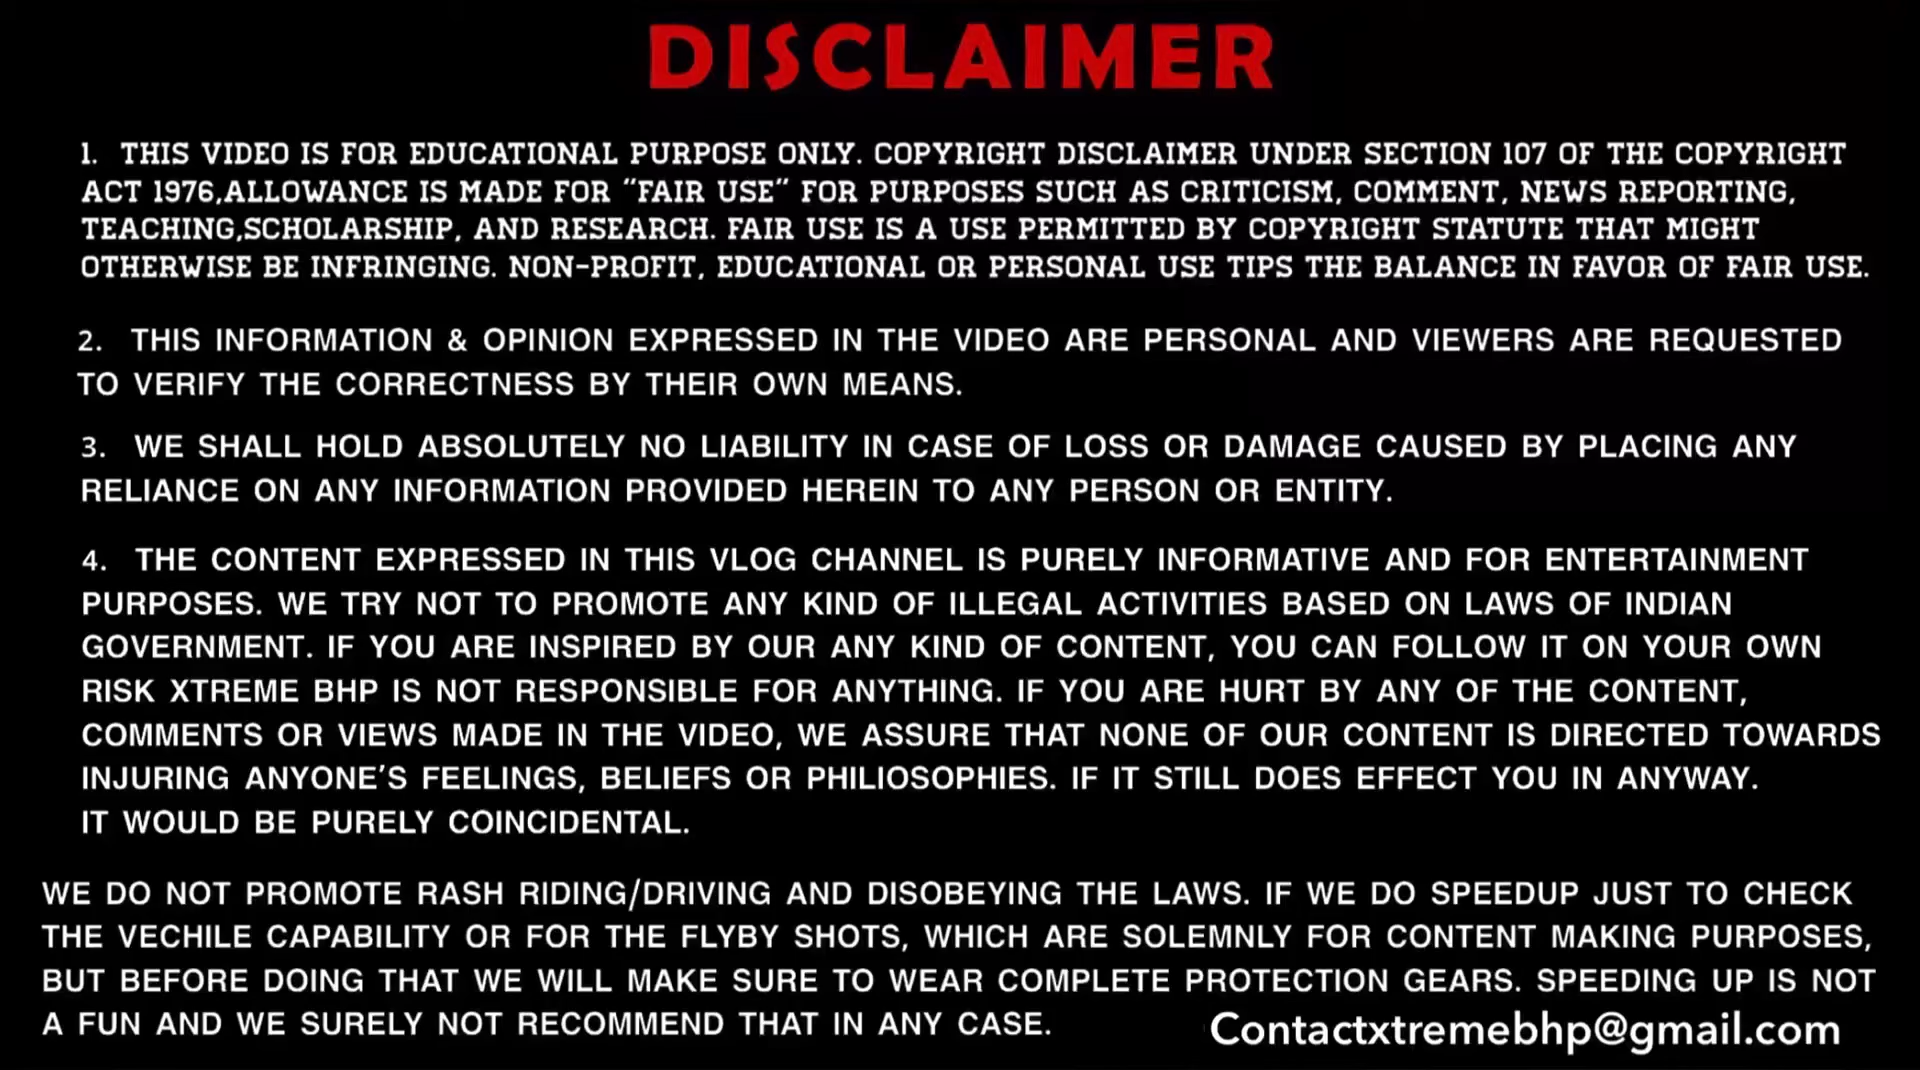 DISCLAIMER
1. THIS VIDEO IS FOR EDUCATIONAL PURPOSE ONLY. COPYRIGHT DISCLAIMER UNDER SECTION 107 OF THE COPYRIGHT
ACT 1976,ALLOWANCE IS MADE FOR "FAIR USE" FOR PURPOSES SUCH AS CRITICISM, COMMENT, NEWS REPORTING,
TEACHING,SCHOLARSHIP, AND RESEARCH. FAIR USE IS A USE PERMITTED BY COPYRIGHT STATUTE THAT MIGHT
OTHERWISE BE INFRINGING. NON-PROFIT, EDUCATIONAL OR PERSONAL USE TIPS THE BALANCE IN FAVOR OF FAIR USE.
2. THIS INFORMATION & OPINION EXPRESSED IN THE VIDEO ARE PERSONAL AND VIEWERS ARE REQUESTED
TO VERIFY THE CORRECTNESS BY THEIR OWN MEANS.
3. WE SHALL HOLD ABSOLUTELY NO LIABILITY IN CASE OF LOSS OR DAMAGE CAUSED BY PLACING ANY
RELIANCE ON ANY INFORMATION PROVIDED HEREIN TO ANY PERSON OR ENTITY.
4. THE CONTENT EXPRESSED IN THIS VLOG CHANNEL IS PURELY INFORMATIVE AND FOR ENTERTAINMENT
PURPOSES. WE TRY NOT TO PROMOTE ANY KIND OF ILLEGAL ACTIVITIES BASED ON LAWS OF INDIAN
GOVERNMENT. IF YOU ARE INSPIRED BY OUR ANY KIND OF CONTENT, YOU CAN FOLLOW IT ON YOUR OWN
RISK XTREME BHP IS NOT RESPONSIBLE FOR ANYTHING. IF YOU ARE HURT BY ANY OF THE CONTENT,
COMMENTS OR VIEWS MADE IN THE VIDEO, WE ASSURE THAT NONE OF OUR CONTENT IS DIRECTED TOWARDS
INJURING ANYONE'S FEELINGS, BELIEFS OR PHILIOSOPHIES. IF IT STILL DOES EFFECT YOU IN ANYWAY.
IT WOULD BE PURELY COINCIDENTAL.
WE DO NOT PROMOTE RASH RIDING/DRIVING AND DISOBEYING THE LAWS. IF WE DO SPEEDUP JUST TO CHECK
THE VECHILE CAPABILITY OR FOR THE FLYBY SHOTS, WHICH ARE SOLEMNLY FOR CONTENT MAKING PURPOSES,
BUT BEFORE DOING THAT WE WILL MAKE SURE TO WEAR COMPLETE PROTECTION GEARS. SPEEDING UP IS NOT
A FUN AND WE SURELY NOT RECOMMEND THAT IN ANY CASE.
Contactxtremebhp@gmail.com